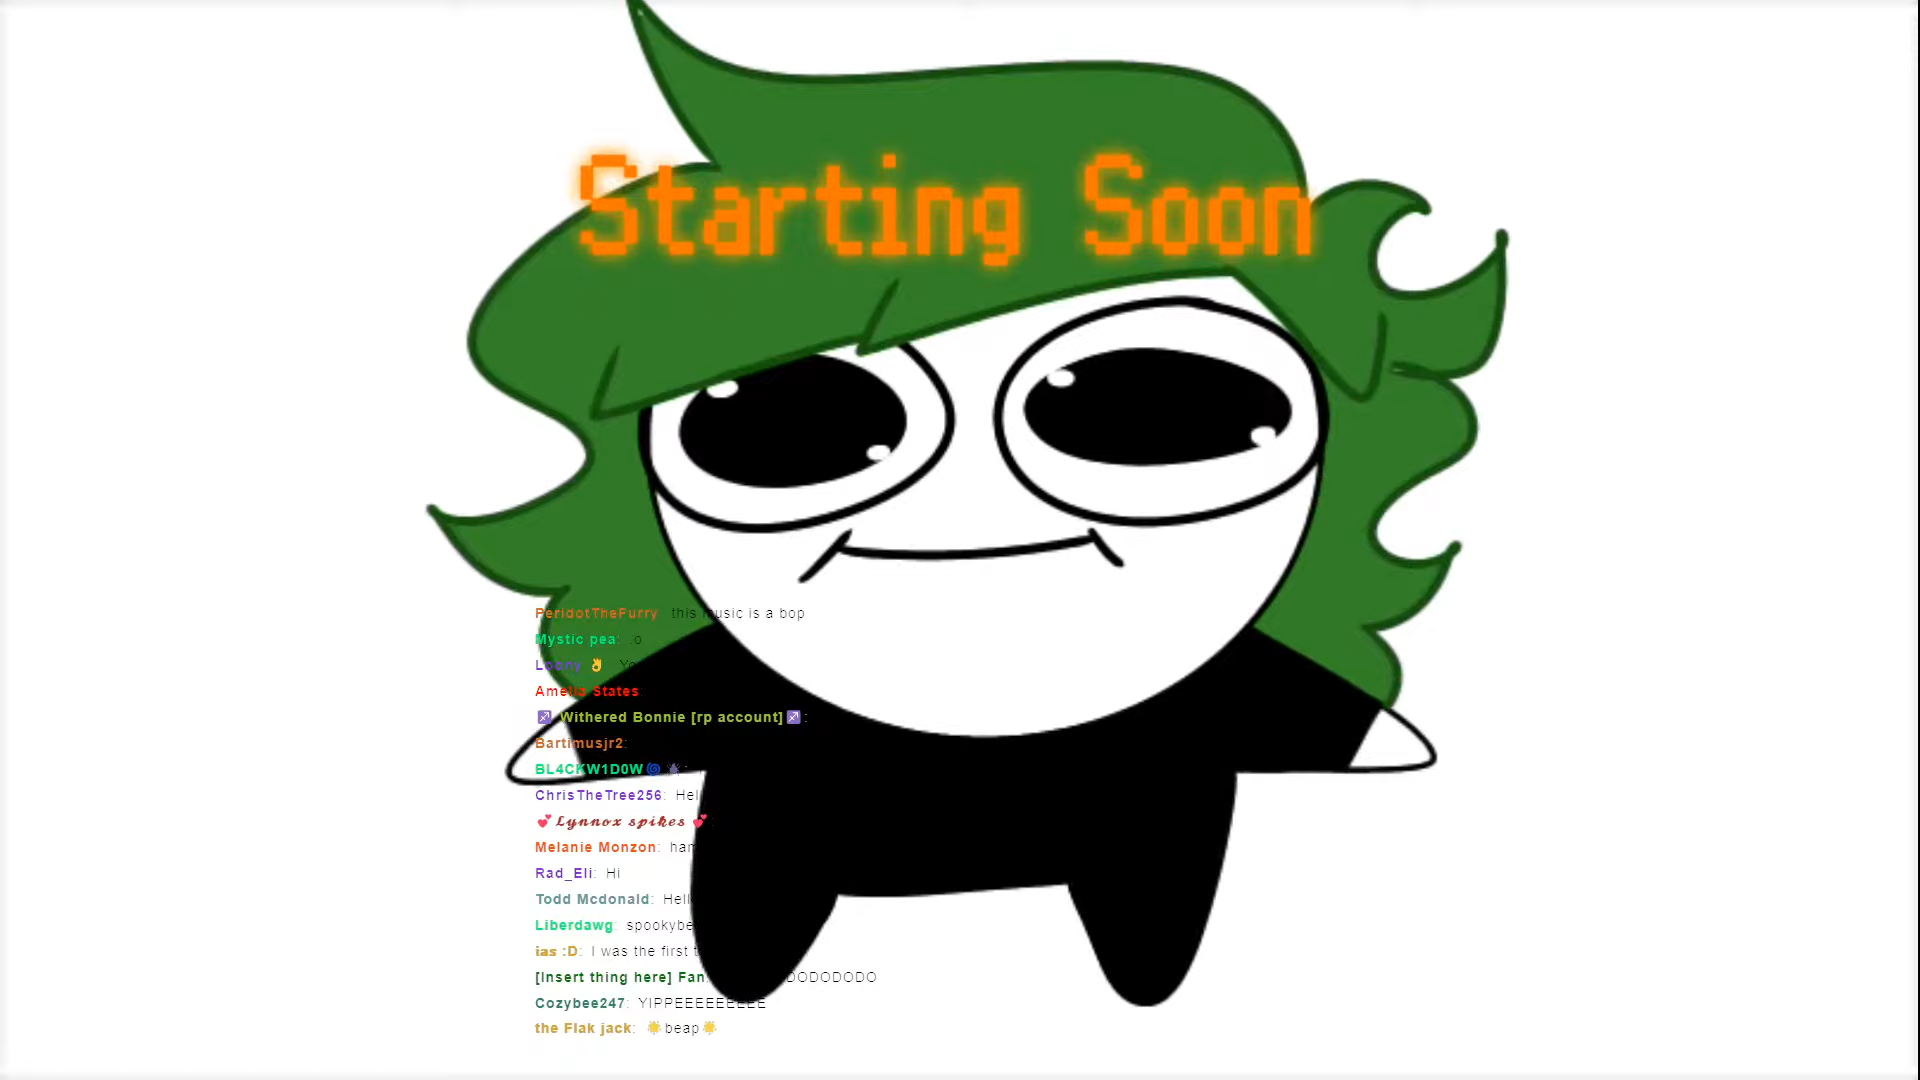 Starting Soon
PeridotTheFurry this music is a bop
Mystic pea: :o
Loony 👌 Yo
Amelia States
♐ Withered Bonnie [rp account]♐:
Bartimusjr2:
BL4CKW1D0W🌀 🕷:
ChrisTheTree256: Hel
💕 𝓛𝔂𝓷𝓷𝓸𝔁 𝓼𝓹𝓲𝓴𝓮𝓼 💕
Melanie Monzon: ham
Rad_Eli: Hi
Todd Mcdonald: Hell
Liberdawg: spookybe
ias :D: I was the first t
[Insert thing here] Fan: DODODODO
Cozybee247: YIPPEEEEEEEEE
the Flak jack: 🌟beap🌟